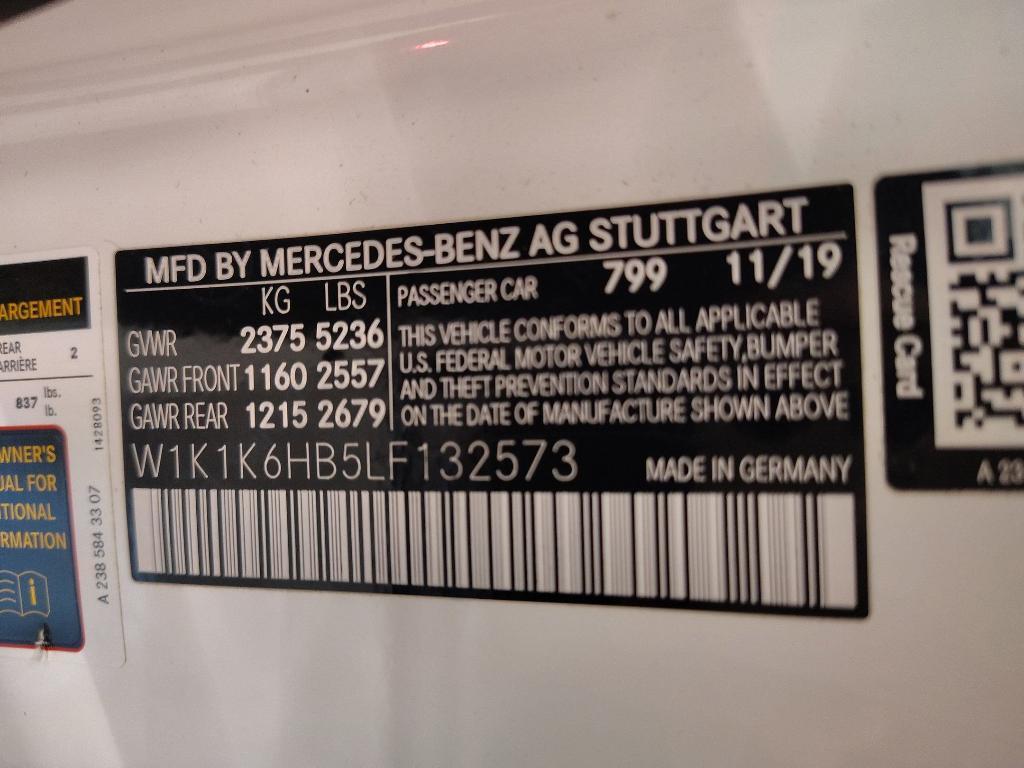 ARGEMENT
REAR
ARRIÈRE 2
837 lbs.
lb.
WNER'S
UAL FOR
TIONAL
RMATION
i
1428093
A 238 584 33 07
MFD BY MERCEDES-BENZ AG STUTTGART
KG LBS
GVWR 2375 5236
GAWR FRONT 1160 2557
GAWR REAR 1215 2679
PASSENGER CAR 799 11/19
THIS VEHICLE CONFORMS TO ALL APPLICABLE
U.S. FEDERAL MOTOR VEHICLE SAFETY, BUMPER
AND THEFT PREVENTION STANDARDS IN EFFECT
ON THE DATE OF MANUFACTURE SHOWN ABOVE
W1K1K6HB5LF132573 MADE IN GERMANY
Rescue Card
A 23